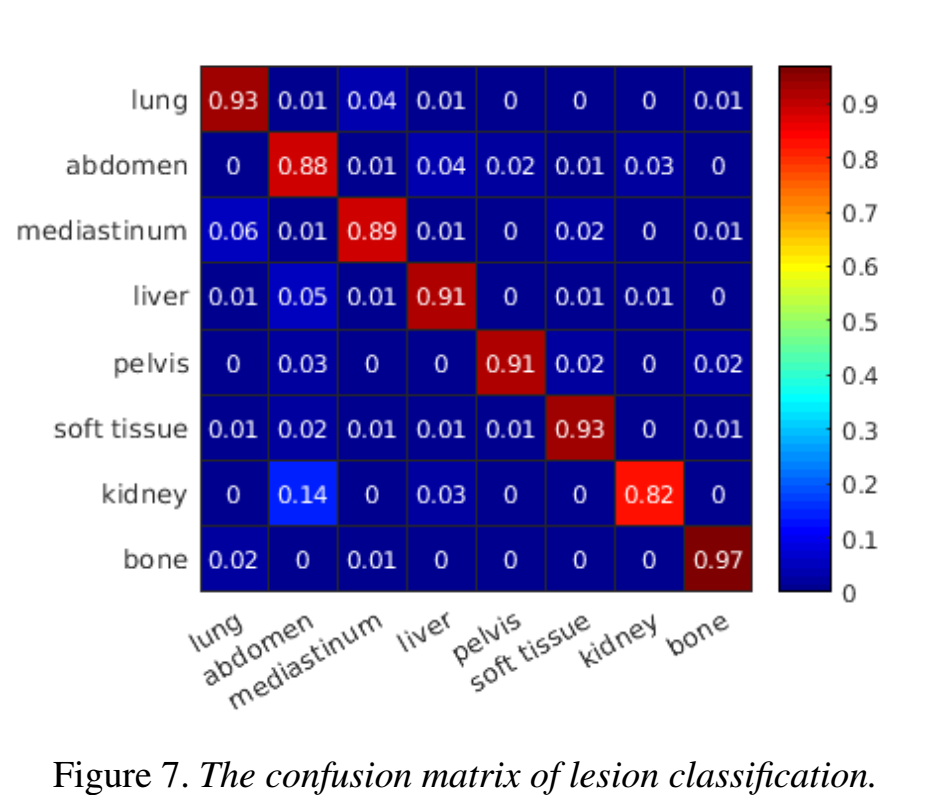 lung 0.93 0.01 0.04 0.01 0 0 0 0.01 0.9
abdomen 0 0.88 0.01 0.04 0.02 0.01 0.03 0 0.8
mediastinum 0.06 0.01 0.89 0.01 0 0.02 0 0.01 0.7
0.6
liver 0.01 0.05 0.01 0.91 0 0.01 0.01 0 0.5
pelvis 0 0.03 0 0 0.91 0.02 0 0.02 0.4
soft tissue 0.01 0.02 0.01 0.01 0.01 0.93 0 0.01 0.3
kidney 0 0.14 0 0.03 0 0 0.82 0 0.2
bone 0.02 0 0.01 0 0 0 0 0.97 0.1
0
lung abdomen mediastinum liver pelvis soft tissue kidney bone
Figure 7. The confusion matrix of lesion classification.